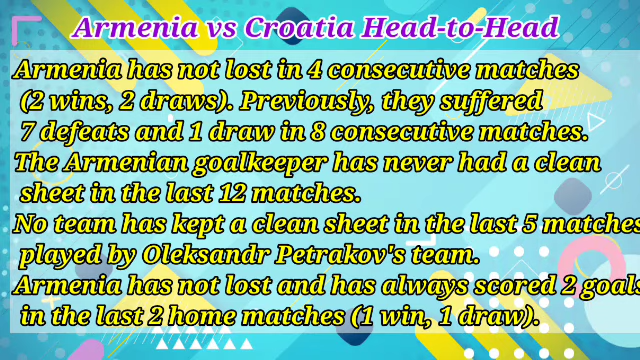 Armenia vs Croatia Head-to-Head
Armenia has not lost in 4 consecutive matches
(2 wins, 2 draws). Previously, they suffered
7 defeats and 1 draw in 8 consecutive matches.
The Armenian goalkeeper has never had a clean
sheet in the last 12 matches.
No team has kept a clean sheet in the last 5 matches
played by Oleksandr Petrakov's team.
Armenia has not lost and has always scored 2 goals
in the last 2 home matches (1 win, 1 draw).